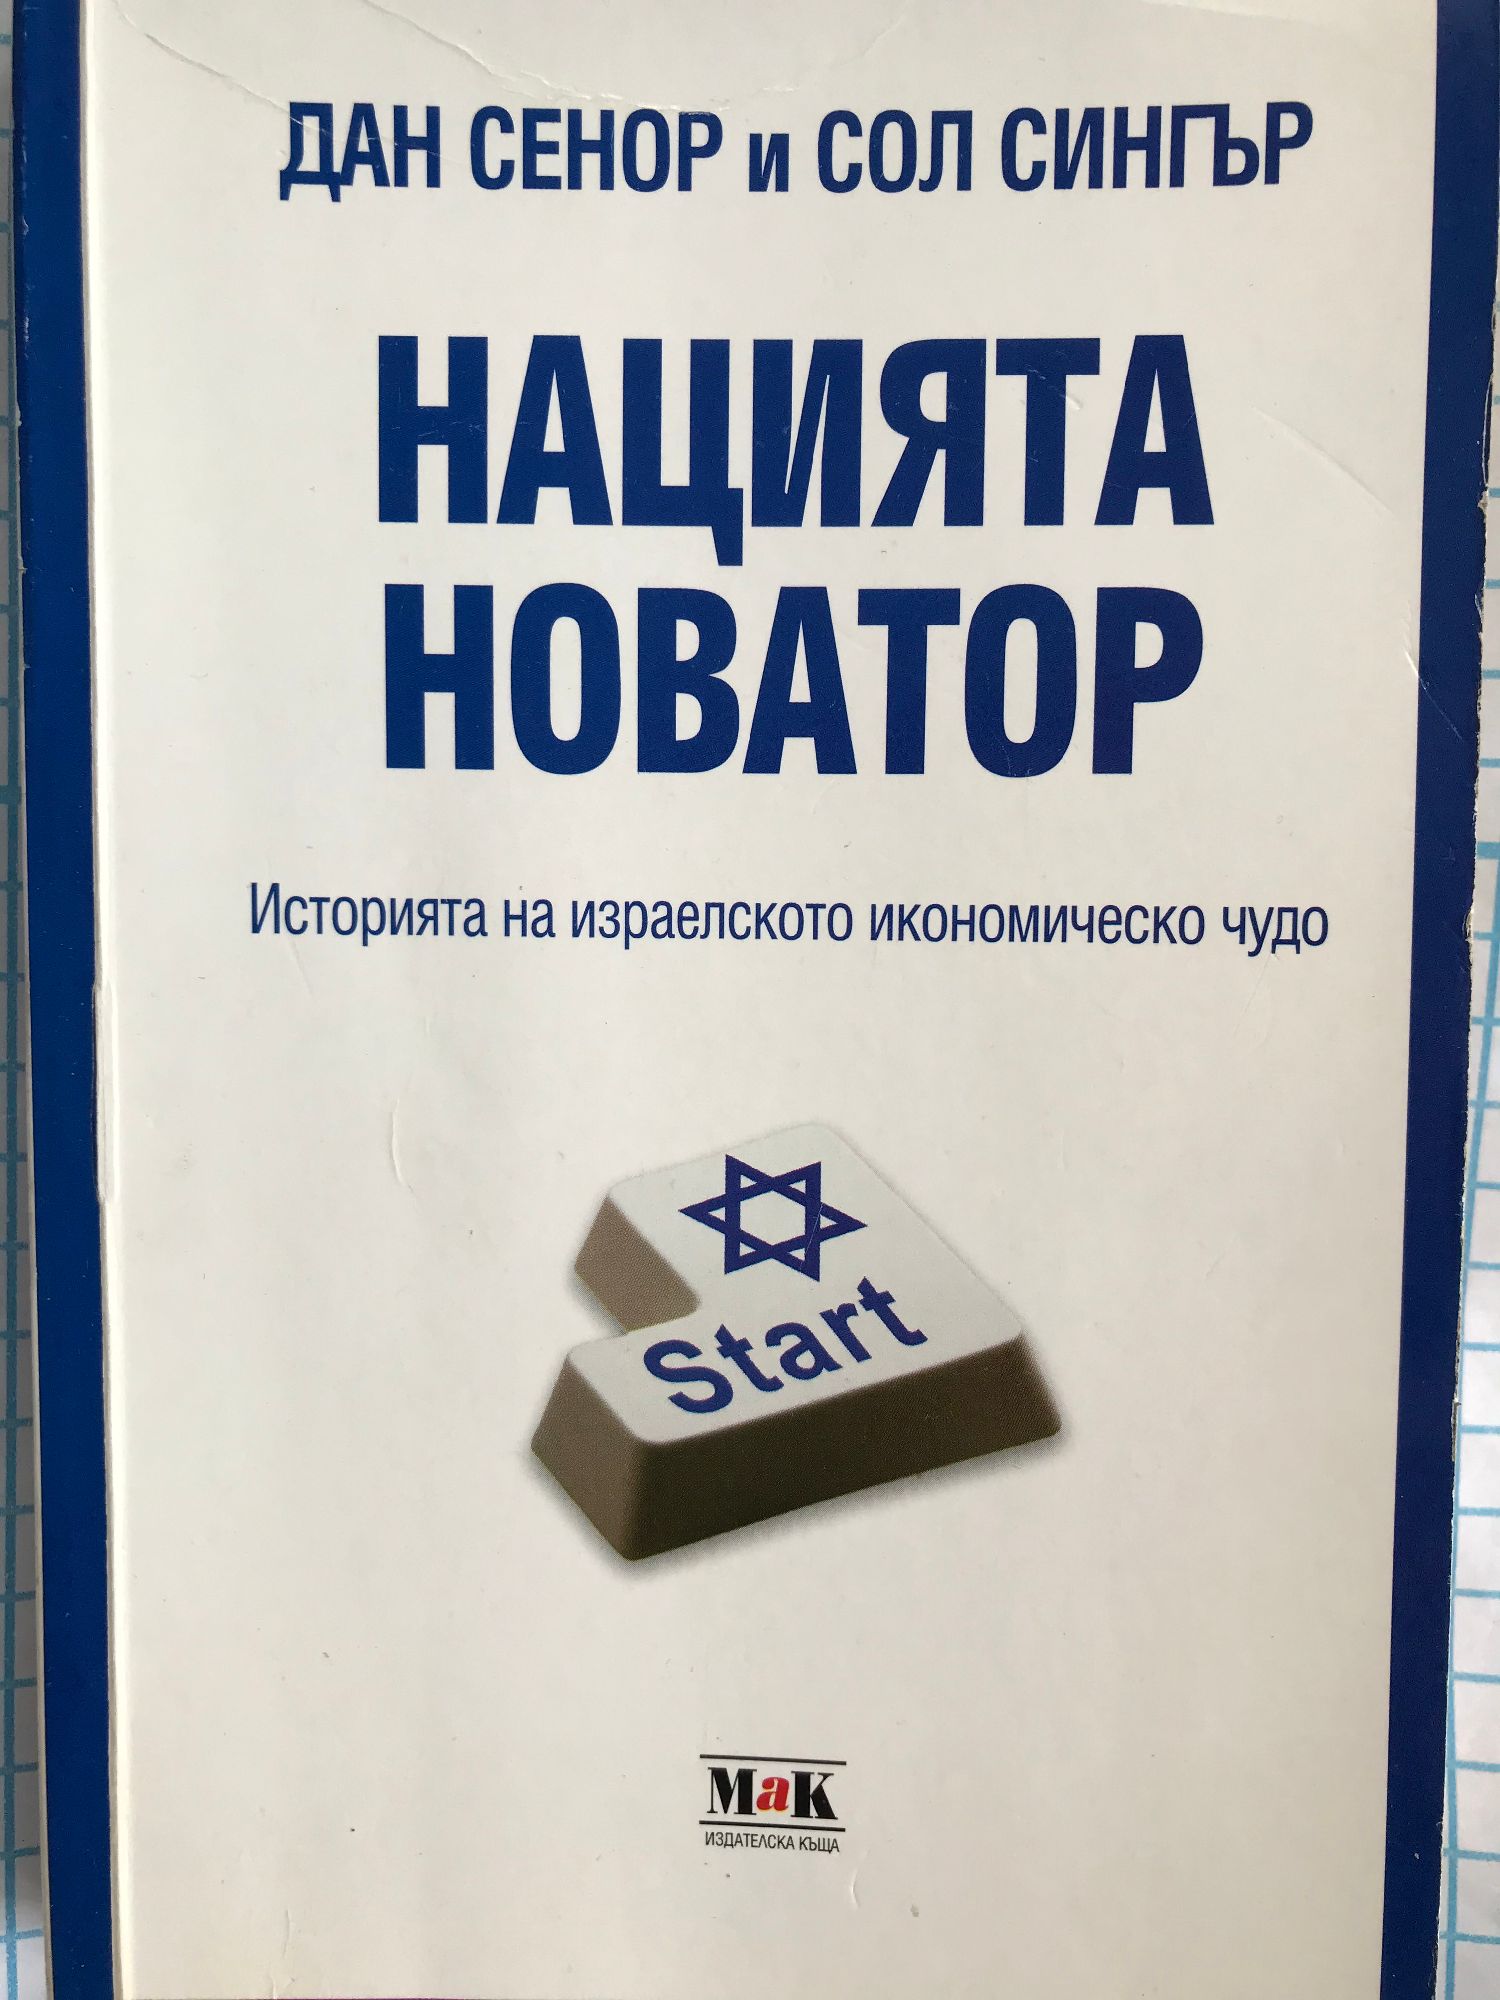 ДАН СЕНОР и СОЛ СИНГЪР
НАЦИЯТА
НОВАТОР
Историята на израелското икономическо чудо
Start
МаК
ИЗДАТЕЛСКА КЪЩА